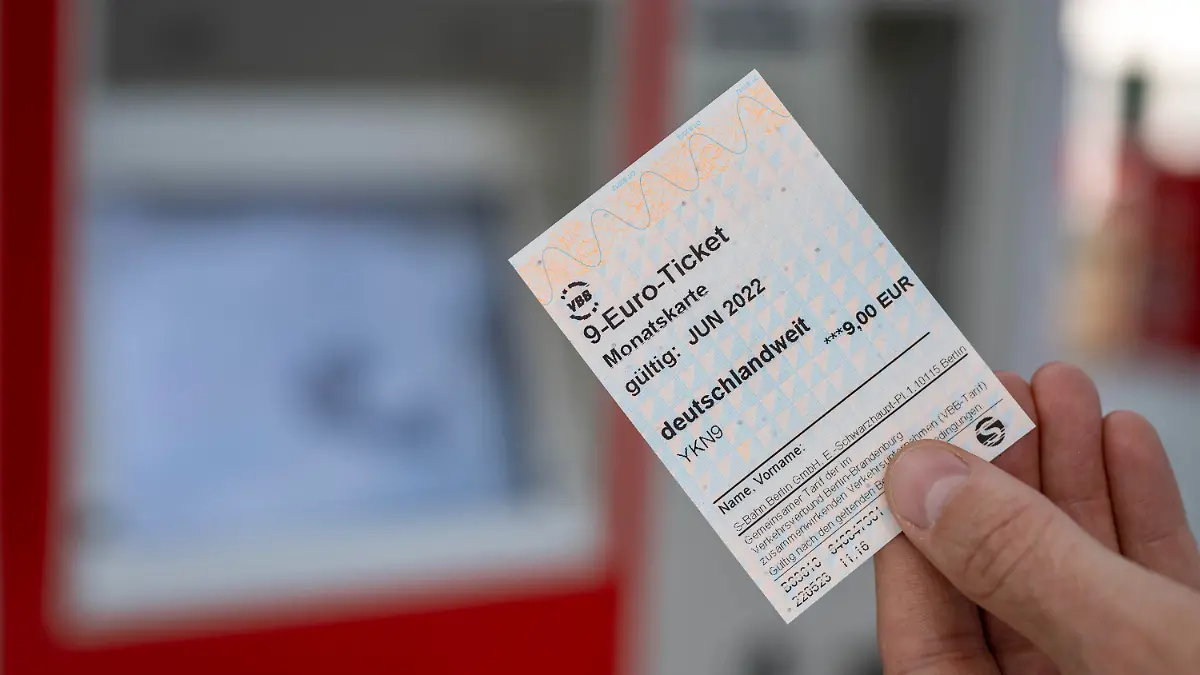 VBB
9-Euro-Ticket
Monatskarte
gültig: JUN 2022
deutschlandweit
***9,00 EUR
YKN9
Name, Vorname:
S-Bahn Berlin GmbH, E.-Schwarzhaupt-Pl.1,10115 Berlin
Gemeinsamer Tarif der im
Verkehrsverbund Berlin-Brandenburg
zusammenwirkenden Verkehrsunternehmen (VBB-Tarif)
Gültig nach den geltenden
220523 11.16
S